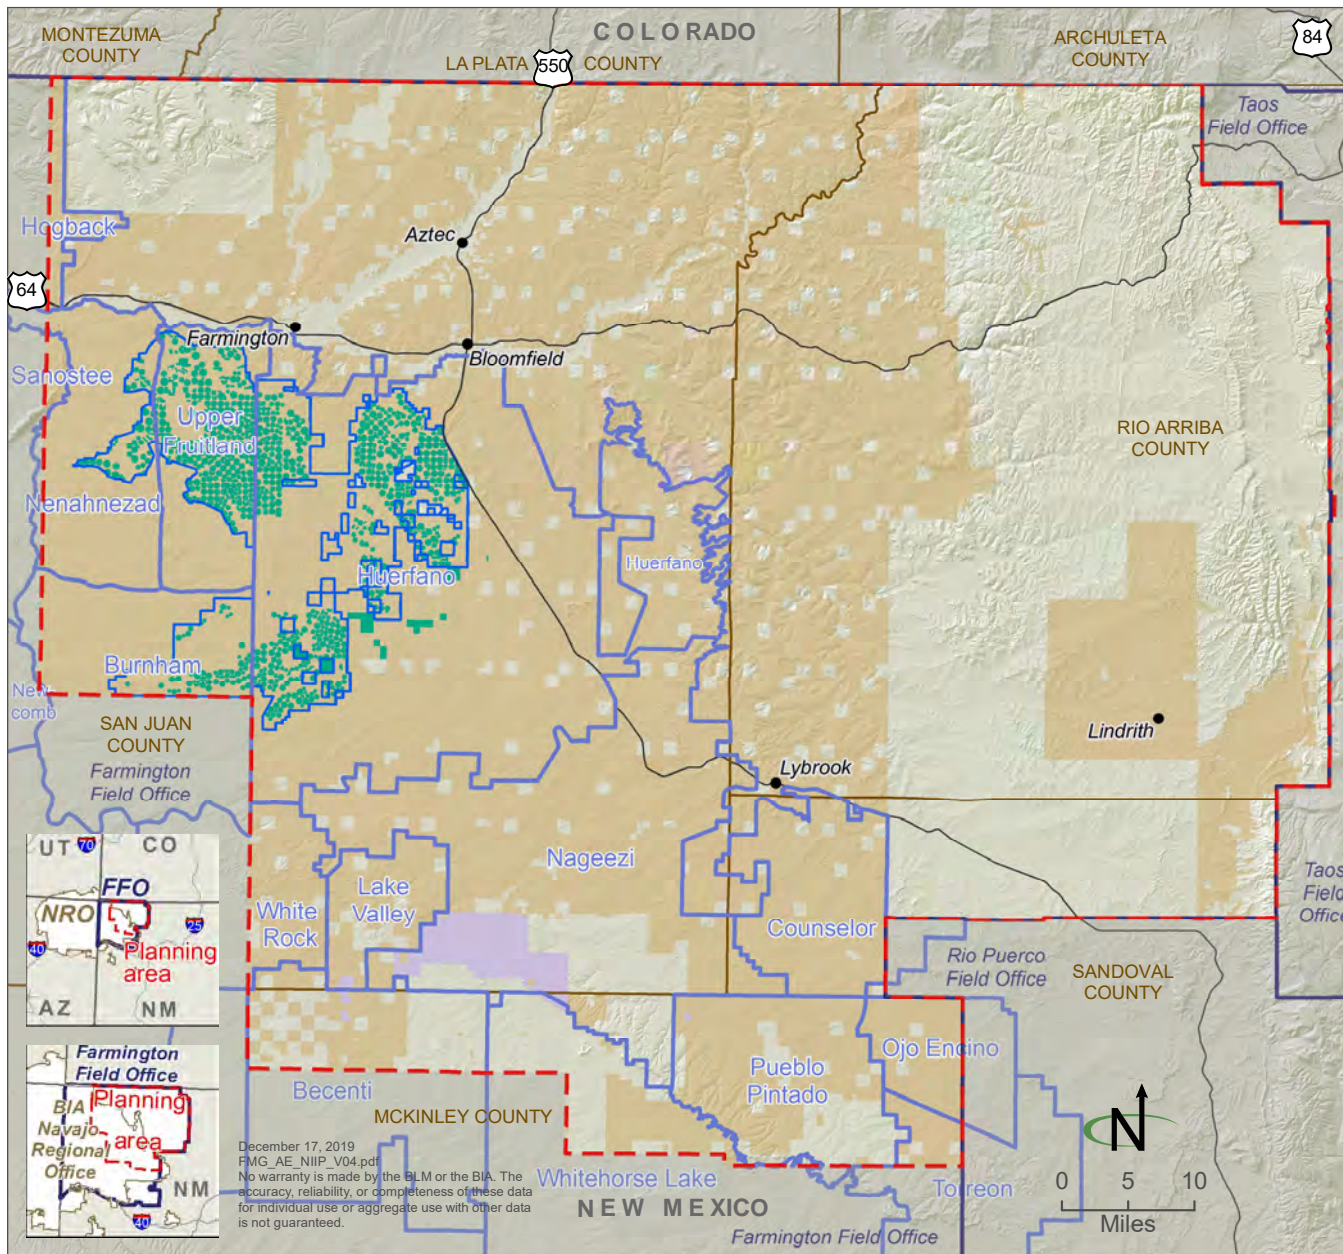 COLORADO
MONTEZUMA
COUNTY
LA PLATA
550
COUNTY
ARCHULETA
COUNTY
84
Taos
Field Office
Hogback
Aztec
64
Farmington
Bloomfield
Sanostee
Upper
Fruitland
RIO ARRIBA
COUNTY
Nenahnezad
Huerfano
Huerfano
Burnham
New
comb
SAN JUAN
COUNTY
Farmington
Field Office
Lindrith
Lybrook
Nageezi
Lake
Valley
White
Rock
Counselor
Taos
Field
Office
Rio Puerco
Field Office
SANDOVAL
COUNTY
UT
70
CO
FFO
NRO
25
40
Planning
area
AZ
NM
Ojo Encino
Pueblo
Pintado
Becenti
MCKINLEY COUNTY
Farmington
Field Office
Planning
area
BIA
Navajo
Regional
Office
NM
40
December 17, 2019
FMG_AE_NIIP_V04.pdf
No warranty is made by the BLM or the BIA. The
accuracy, reliability, or completeness of these data
for individual use or aggregate use with other data
is not guaranteed.
Whitehorse Lake
NEW MEXICO
Torreon
Farmington Field Office
N
0 5 10
Miles